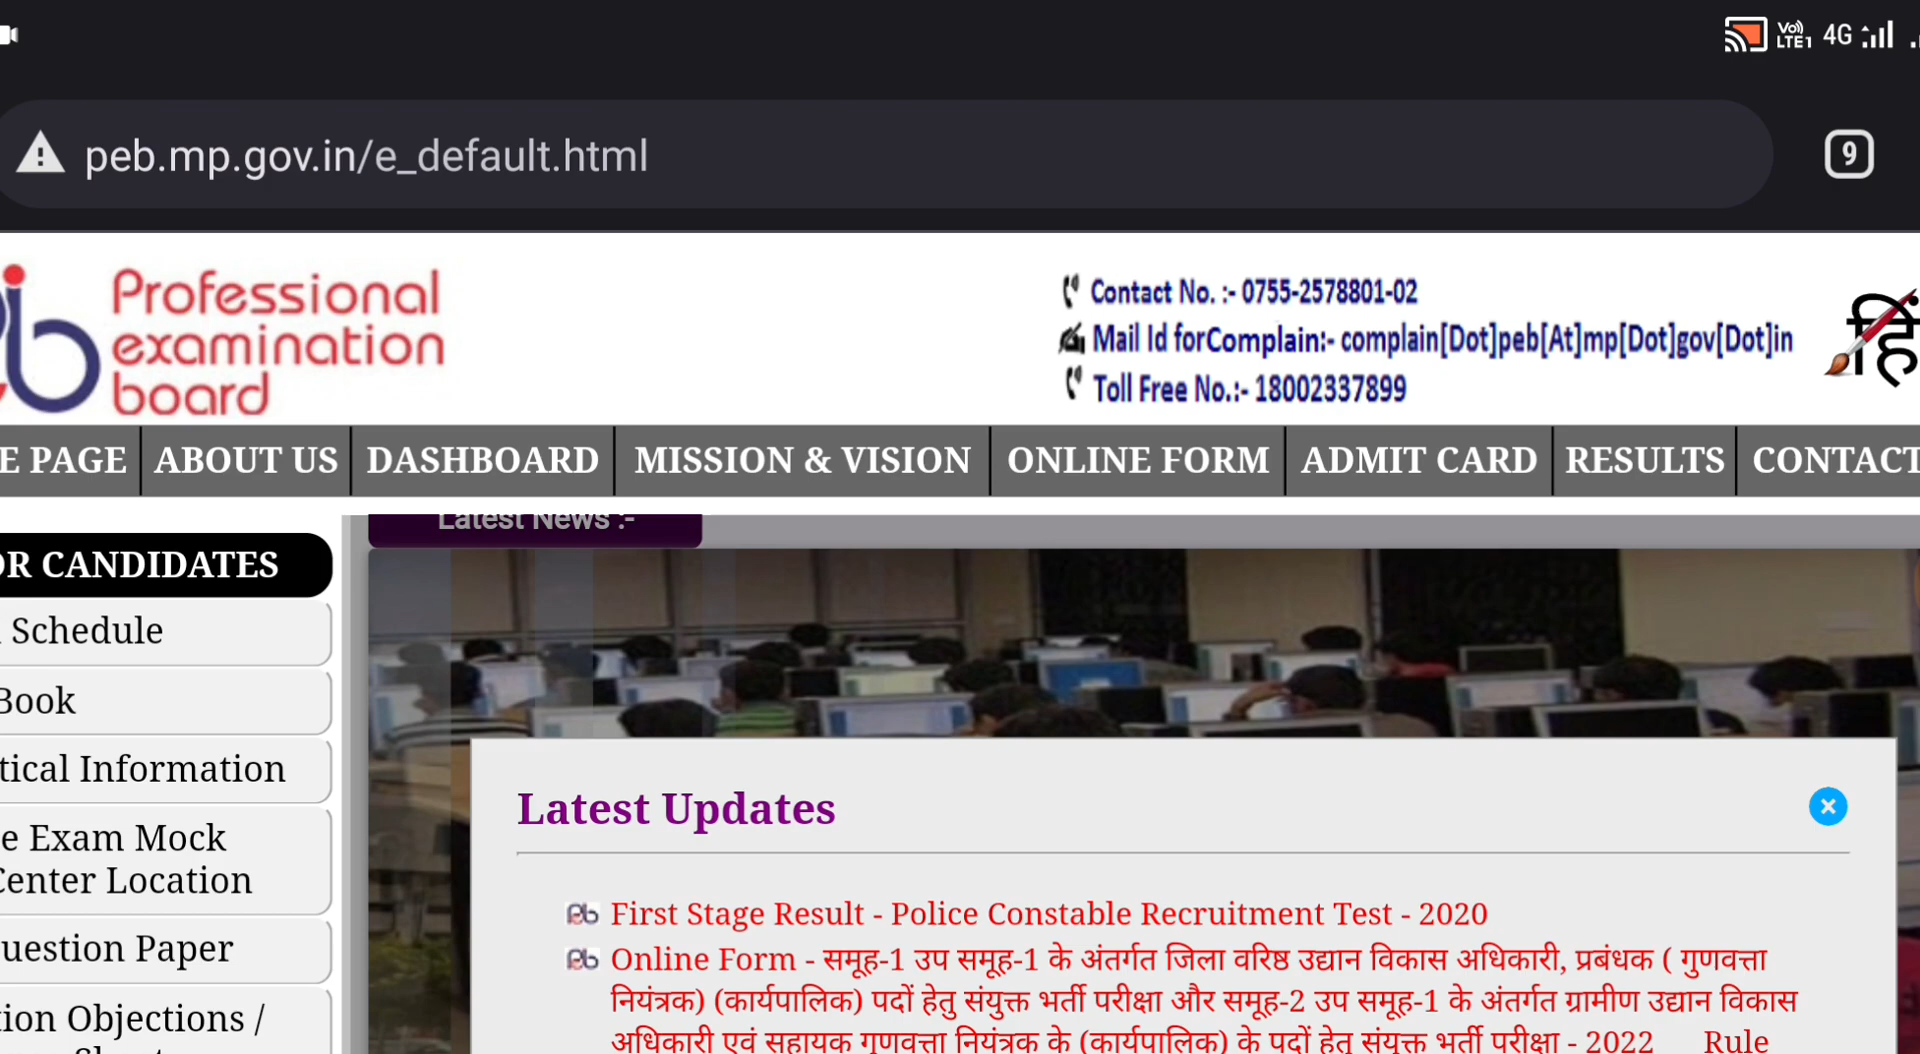 Vo)) LTE1 4G
peb.mp.gov.in/e_default.html
9
Professional
examination
board
Contact No. :- 0755-2578801-02
Mail Id forComplain:- complain[Dot]peb[At]mp[Dot]gov[Dot]in
Toll Free No.:- 18002337899
हिं
E PAGE ABOUT US DASHBOARD MISSION & VISION ONLINE FORM ADMIT CARD RESULTS CONTACT
Latest News :-
OR CANDIDATES
Schedule
Book
tical Information
e Exam Mock
Center Location
uestion Paper
tion Objections /
Latest Updates
First Stage Result - Police Constable Recruitment Test - 2020
Online Form - समूह-1 उप समूह-1 के अंतर्गत जिला वरिष्ठ उद्यान विकास अधिकारी, प्रबंधक ( गुणवत्ता
नियंत्रक) (कार्यपालिक) पदों हेतु संयुक्त भर्ती परीक्षा और समूह-2 उप समूह-1 के अंतर्गत ग्रामीण उद्यान विकास
अधिकारी एवं सहायक गुणवत्ता नियंत्रक के (कार्यपालिक) के पदों हेतु संयुक्त भर्ती परीक्षा - 2022 Rule